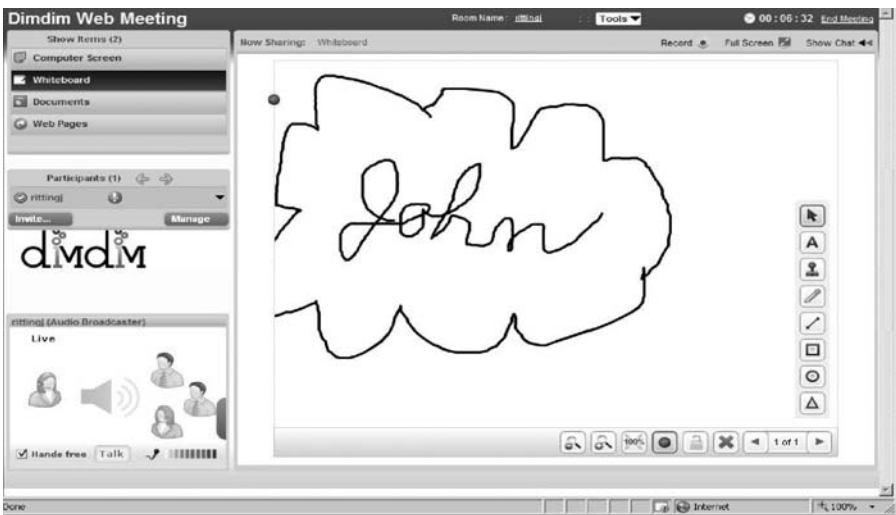 Dimdim Web Meeting
Room Name: rittingj
Tools
00:06:32 End Meeting
Show Items (2)
Computer Screen
Whiteboard
Documents
Web Pages
Now Sharing: Whiteboard
Record
Full Screen
Show Chat
John
Participants (1)
rittingj
Invite... Manage
dimdim
rittingj (Audio Broadcaster)
Live
Hands free Talk
A
100%
1 of 1
Done
Internet
100%